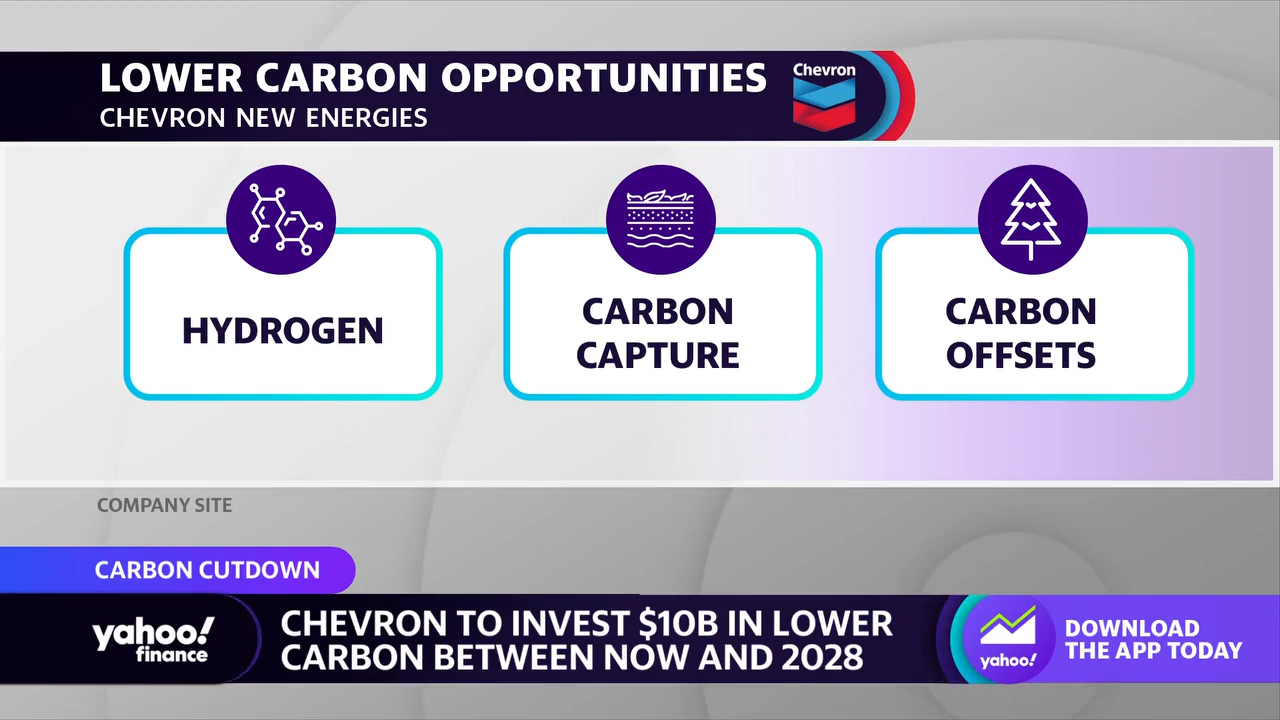 LOWER CARBON OPPORTUNITIES
CHEVRON NEW ENERGIES
Chevron
HYDROGEN
CARBON
CAPTURE
CARBON
OFFSETS
COMPANY SITE
CARBON CUTDOWN
yahoo!
finance
CHEVRON TO INVEST $10B IN LOWER
CARBON BETWEEN NOW AND 2028
yahoo!
DOWNLOAD
THE APP TODAY